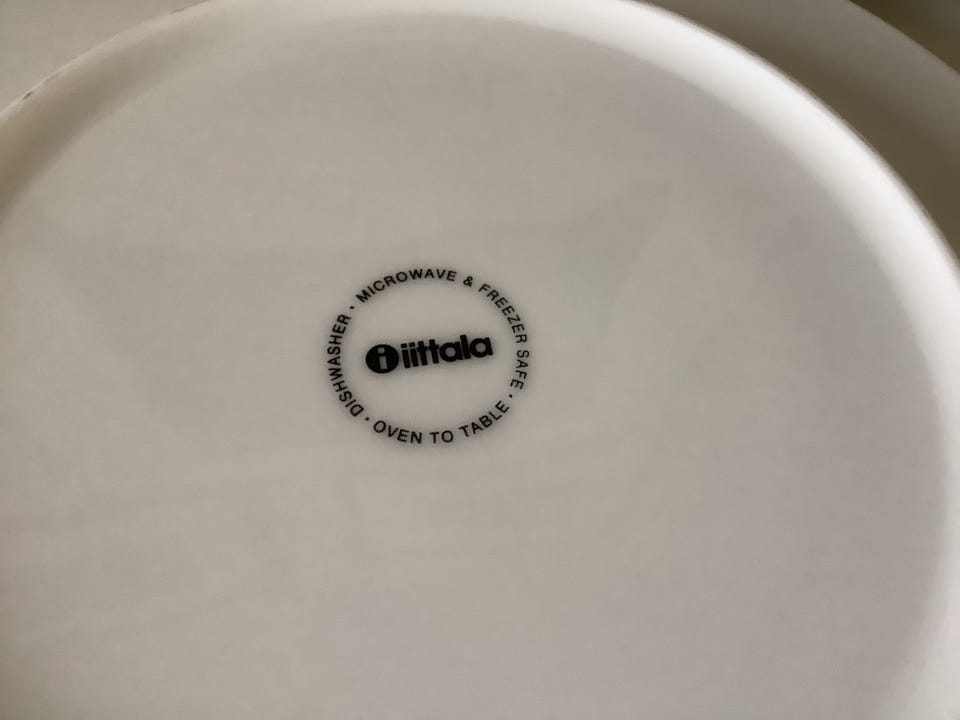 DISHWASHER · MICROWAVE & FREEZER SAFE · OVEN TO TABLE ·
i iittala